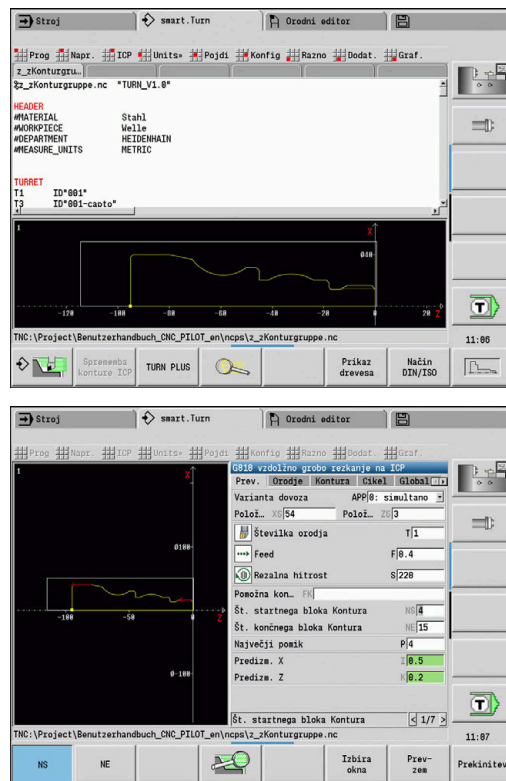 Stroj smart.Turn Orodni editor
Prog Napr. ICP Units» Pojdi Konfig Razno Dodat. Graf.
z_zKonturgru…
%z_zKonturgruppe.nc "TURN_V1.0"
HEADER
#MATERIAL Stahl
#WORKPIECE Welle
#DEPARTMENT HEIDENHAIN
#MEASURE_UNITS METRIC
TURRET
T1 ID"001"
T3 ID"001-capto"
1
X
Ø40
-120 -100 -80 -60 -40 -20 0 20 Z
TNC:\Project\Benutzerhandbuch_CNC_PILOT_en\ncps\z_zKonturgruppe.nc
T
11:06
Sprememba konture ICP
TURN PLUS
Prikaz drevesa
Način DIN/ISO
Stroj smart.Turn Orodni editor
Prog Napr. ICP Units» Pojdi Konfig Razno Dodat. Graf.
G810 vzdolžno grobo rezkanje na ICP
Prev. Orodje Kontura Cikel Global
Varianta dovoza APP 0: simultano
Polož… XS 54 Polož… ZS 3
Številka orodja T 1
Feed F 0.4
Rezalna hitrost S 220
Pomožna kon… FK
Št. startnega bloka Kontura NS 4
Št. končnega bloka Kontura NE 15
Največji pomik P 4
Predizm. X I 0.5
Predizm. Z K 0.2
Št. startnega bloka Kontura < 1/7 >
1
X
Ø100
-100 0 Z
Ø-100
TNC:\Project\Benutzerhandbuch_CNC_PILOT_en\ncps\z_zKonturgruppe.nc
T
11:07
NS
NE
Izbira okna
Prev- zem
Prekinitev